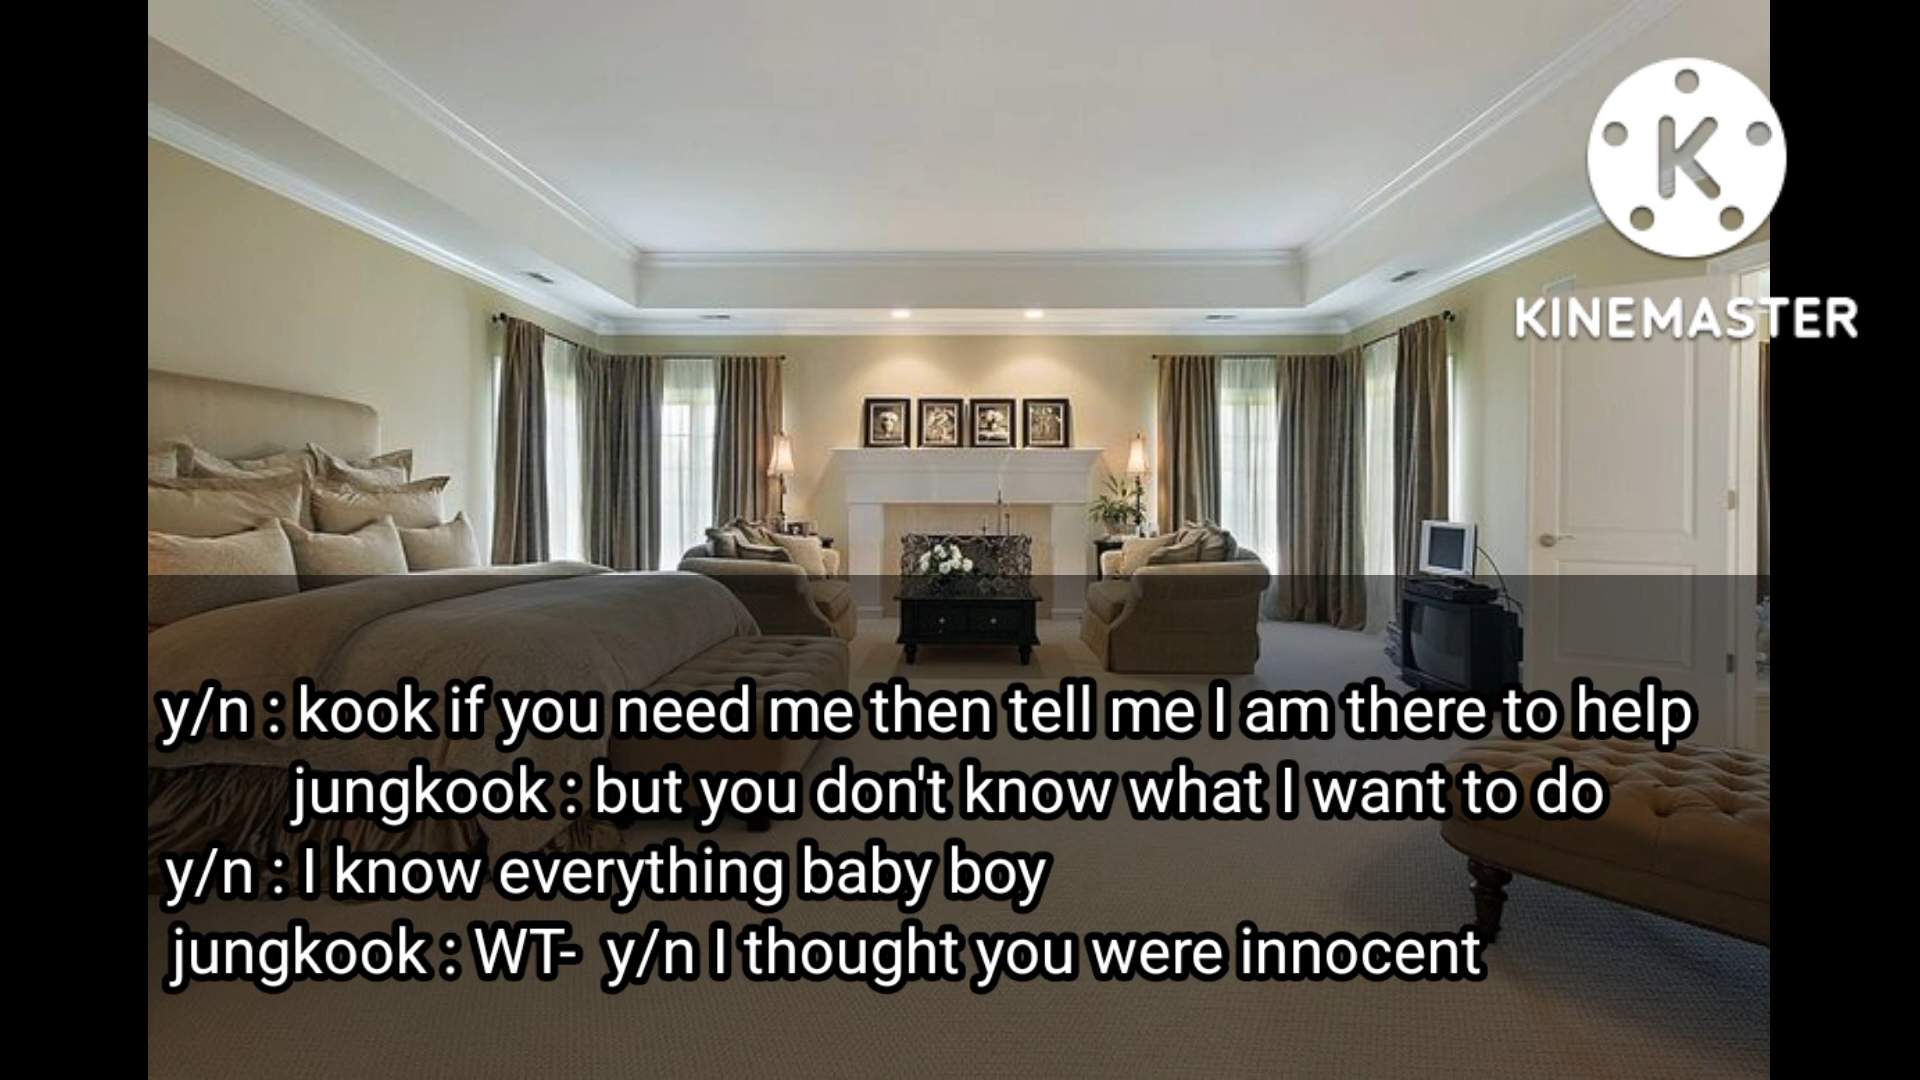 K
KINEMASTER
y/n : kook if you need me then tell me I am there to help
jungkook : but you don't know what I want to do
y/n : I know everything baby boy
jungkook : WT- y/n I thought you were innocent